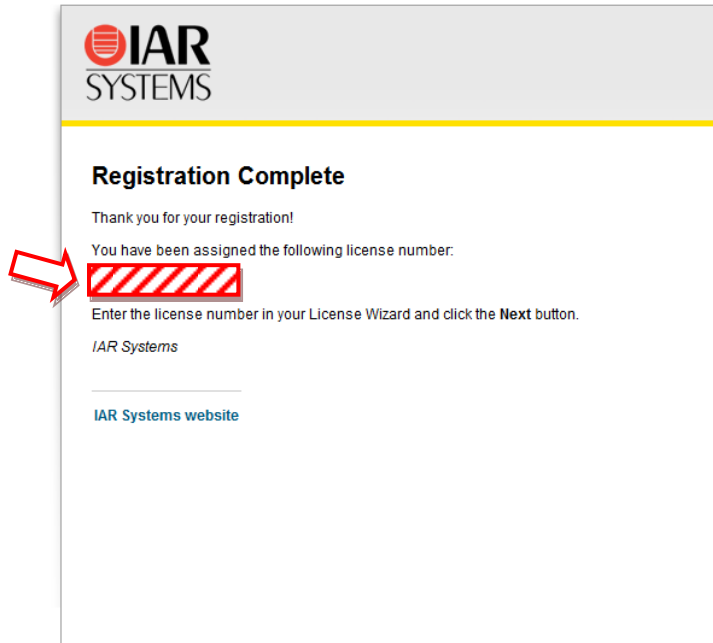 IAR
SYSTEMS
Registration Complete
Thank you for your registration!
You have been assigned the following license number:
Enter the license number in your License Wizard and click the Next button.
IAR Systems
IAR Systems website